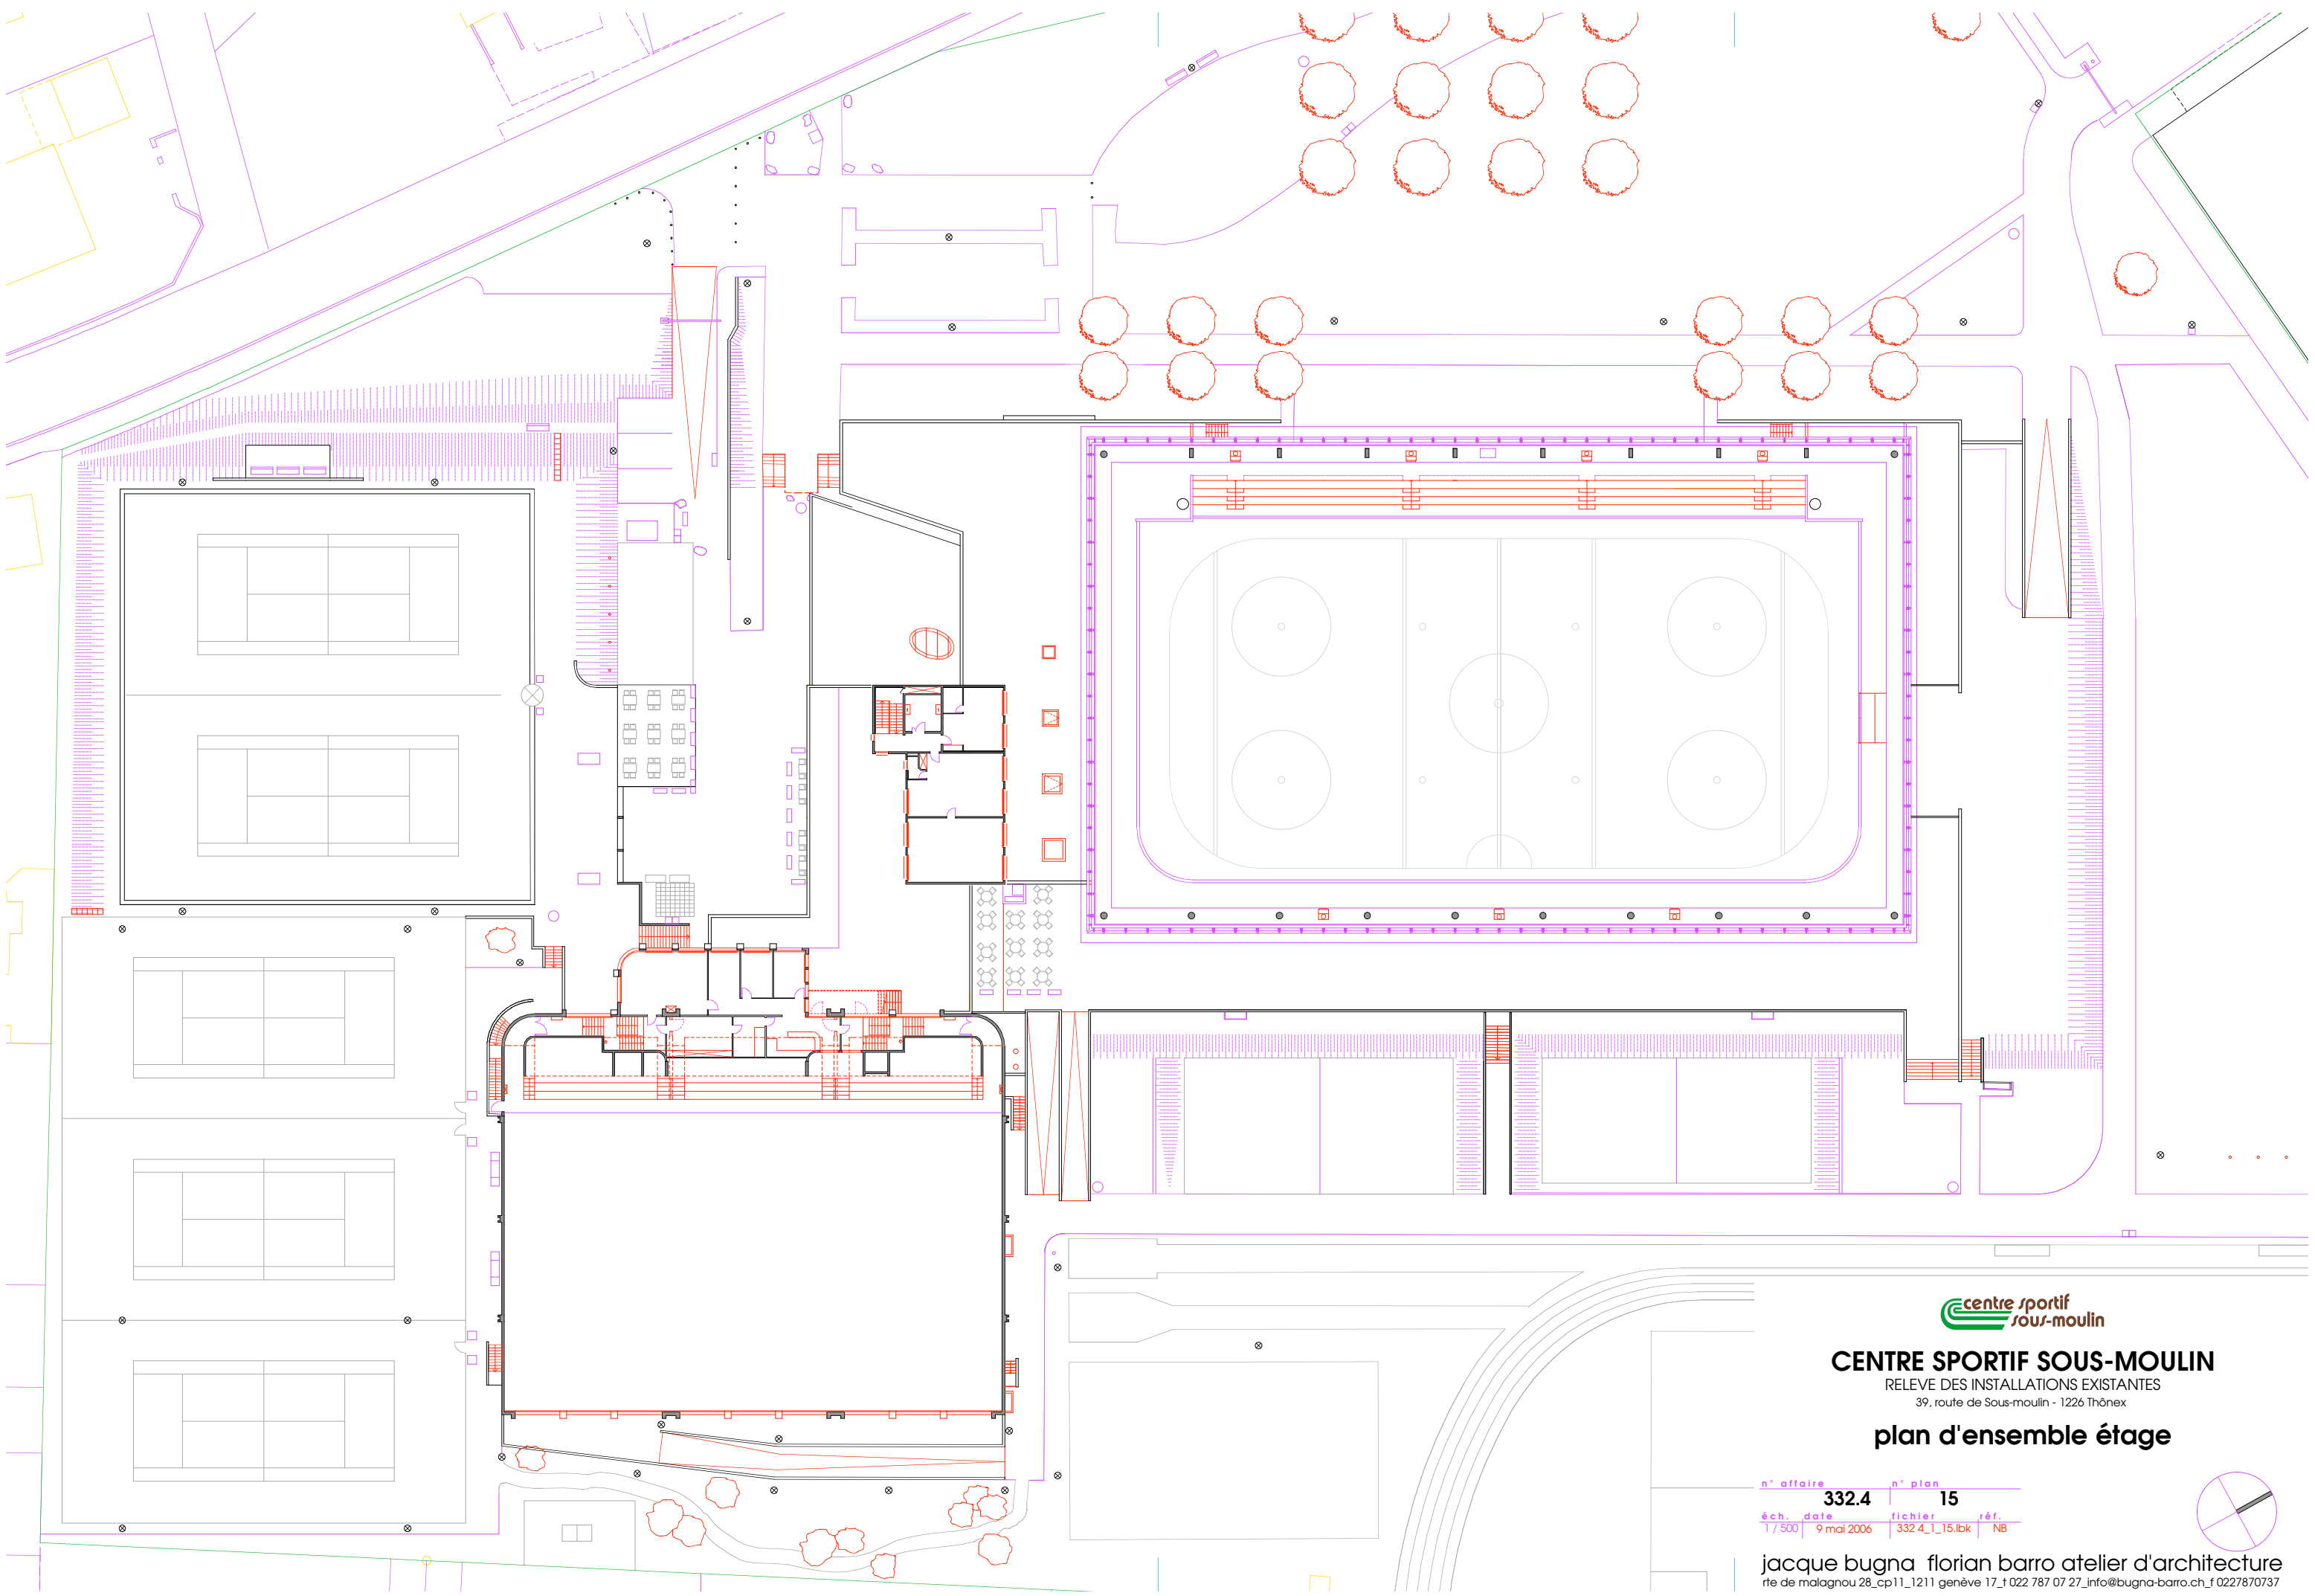 centre sportif
sous-moulin
CENTRE SPORTIF SOUS-MOULIN
RELEVE DES INSTALLATIONS EXISTANTES
39, route de Sous-moulin - 1226 Thônex
plan d'ensemble étage
n° affaire n° plan
332.4 15
éch. date fichier réf.
1 / 500 9 mai 2006 332 4_1_15.lbk NB
jacque bugna florian barro atelier d'architecture
rte de malagnou 28_cp11_1211 genève 17_t 022 787 07 27_info@bugna-barro.ch_f 0227870737